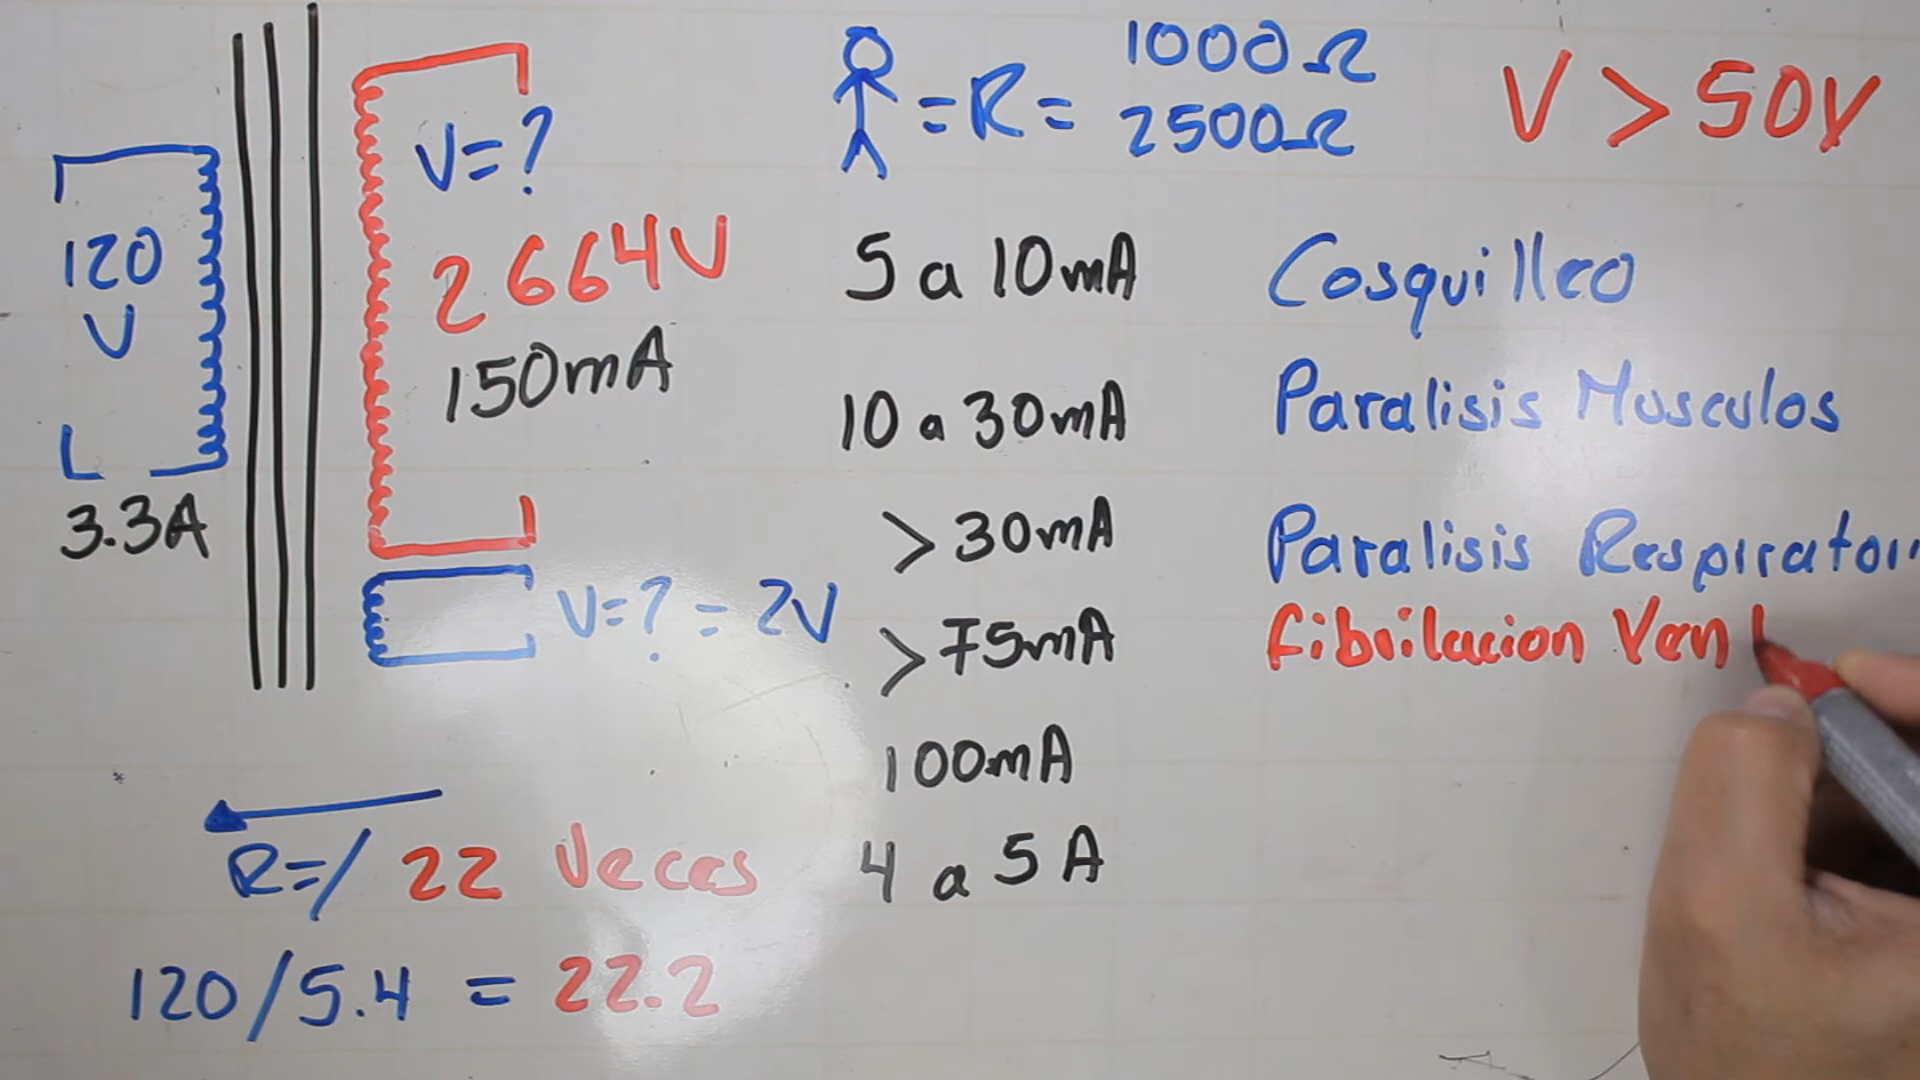 120
V
3.3A
V=?
2664V
150mA
V=? = 2V
R=/ 22 Veces
120/5.4 = 22.2
=R= 1000Ω
2500Ω
V > 50V
5 a 10mA Cosquilleo
10 a 30mA Paralisis Musculos
>30mA Paralisis Respirator
>75mA fibrilacion Ven
100mA
4 a 5 A